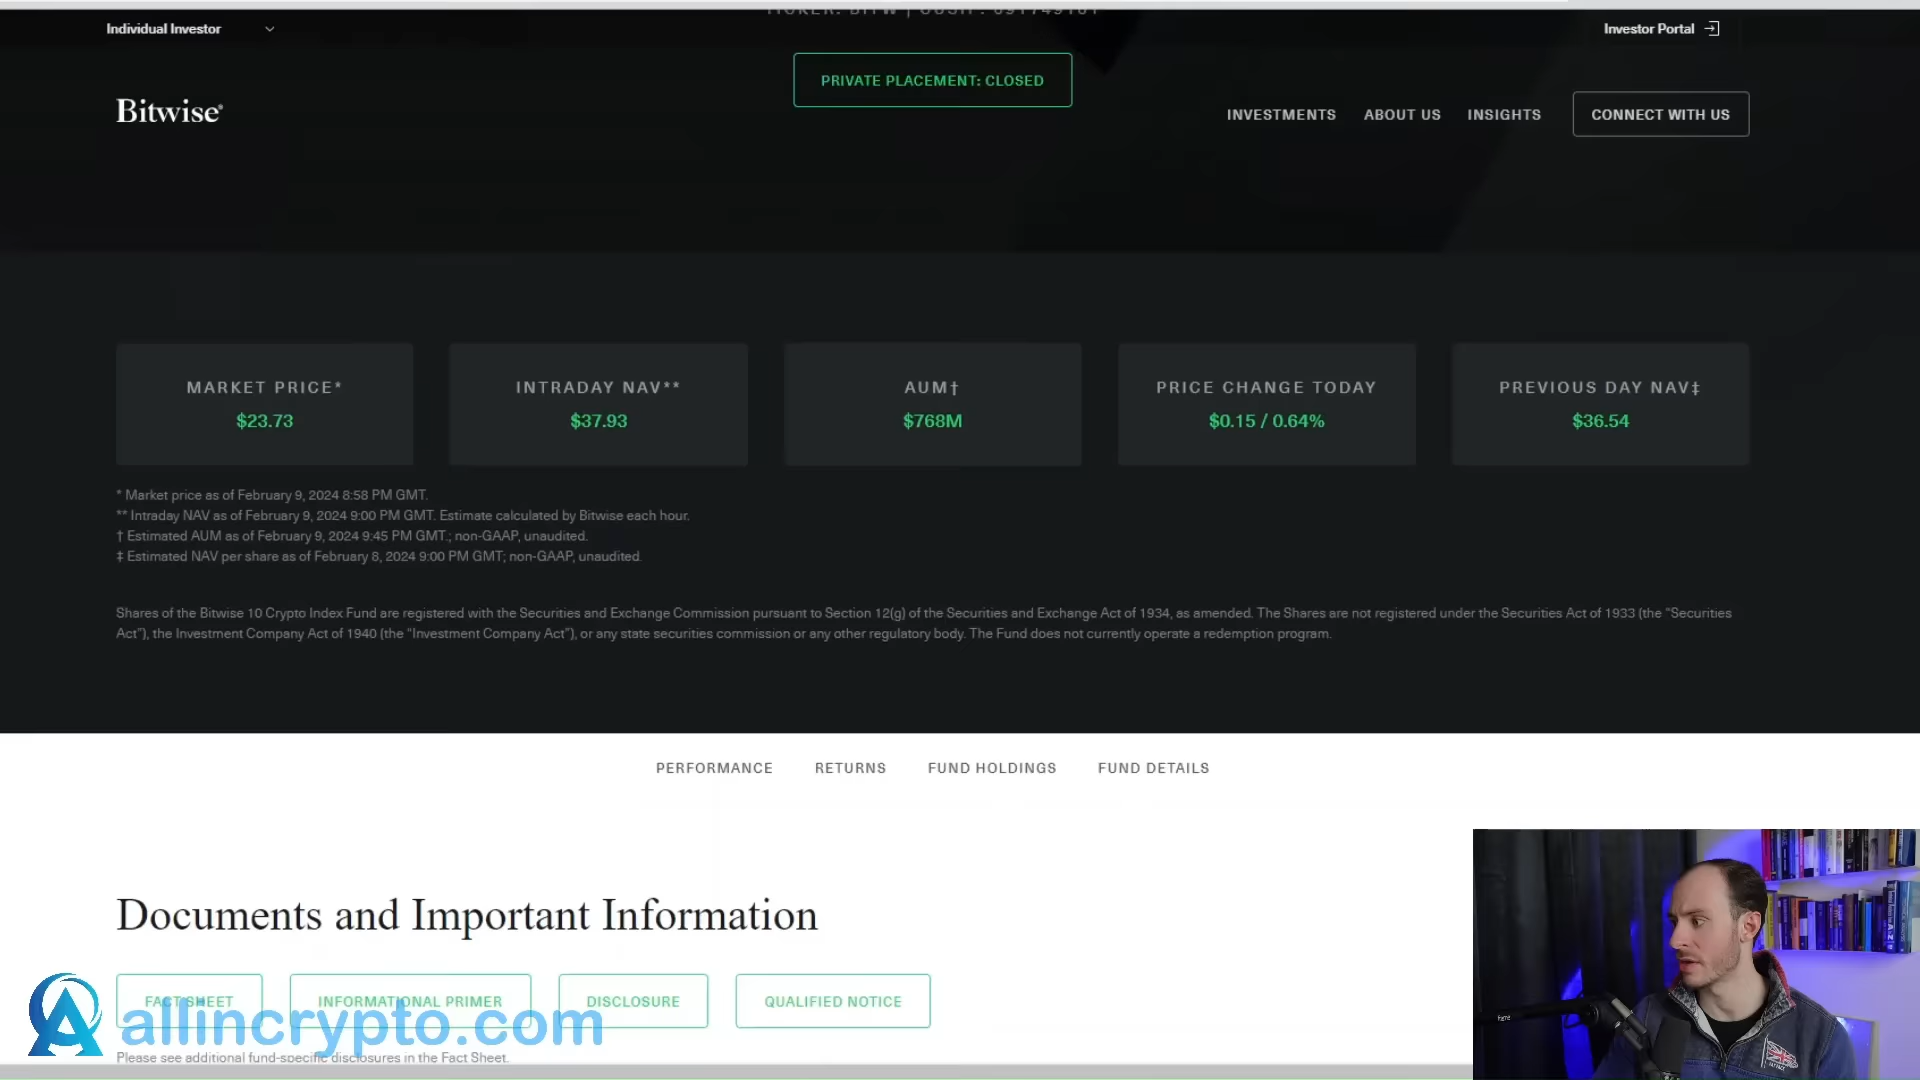 TICKER: BITW | CUSIP: 091749101
Individual Investor
Investor Portal
PRIVATE PLACEMENT: CLOSED
Bitwise®
INVESTMENTS ABOUT US INSIGHTS CONNECT WITH US
MARKET PRICE* INTRADAY NAV** AUM† PRICE CHANGE TODAY PREVIOUS DAY NAV‡
$23.73 $37.93 $768M $0.15 / 0.64% $36.54
* Market price as of February 9, 2024 8:58 PM GMT.
** Intraday NAV as of February 9, 2024 9:00 PM GMT. Estimate calculated by Bitwise each hour.
† Estimated AUM as of February 9, 2024 9:45 PM GMT.; non-GAAP, unaudited.
‡ Estimated NAV per share as of February 8, 2024 9:00 PM GMT; non-GAAP, unaudited.
Shares of the Bitwise 10 Crypto Index Fund are registered with the Securities and Exchange Commission pursuant to Section 12(g) of the Securities and Exchange Act of 1934, as amended. The Shares are not registered under the Securities Act of 1933 (the “Securities
Act”), the Investment Company Act of 1940 (the “Investment Company Act”), or any state securities commission or any other regulatory body. The Fund does not currently operate a redemption program.
PERFORMANCE RETURNS FUND HOLDINGS FUND DETAILS
Documents and Important Information
FACT SHEET INFORMATIONAL PRIMER DISCLOSURE QUALIFIED NOTICE
allincrypto.com
Please see additional fund-specific disclosures in the Fact Sheet.